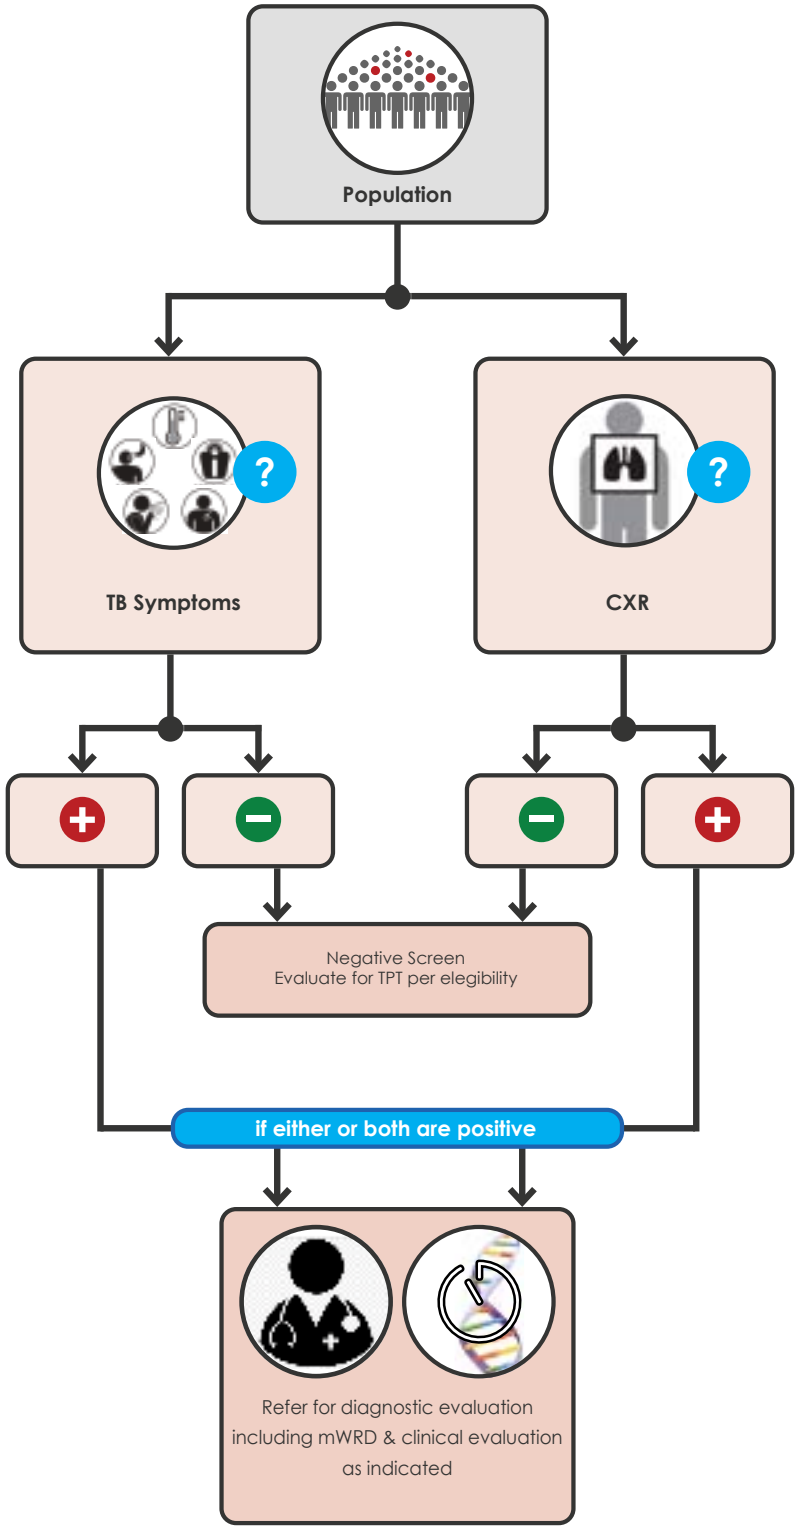 Population
TB Symptoms
?
CXR
?
Negative Screen
Evaluate for TPT per elegibility
if either or both are positive
Refer for diagnostic evaluation
including mWRD & clinical evaluation
as indicated